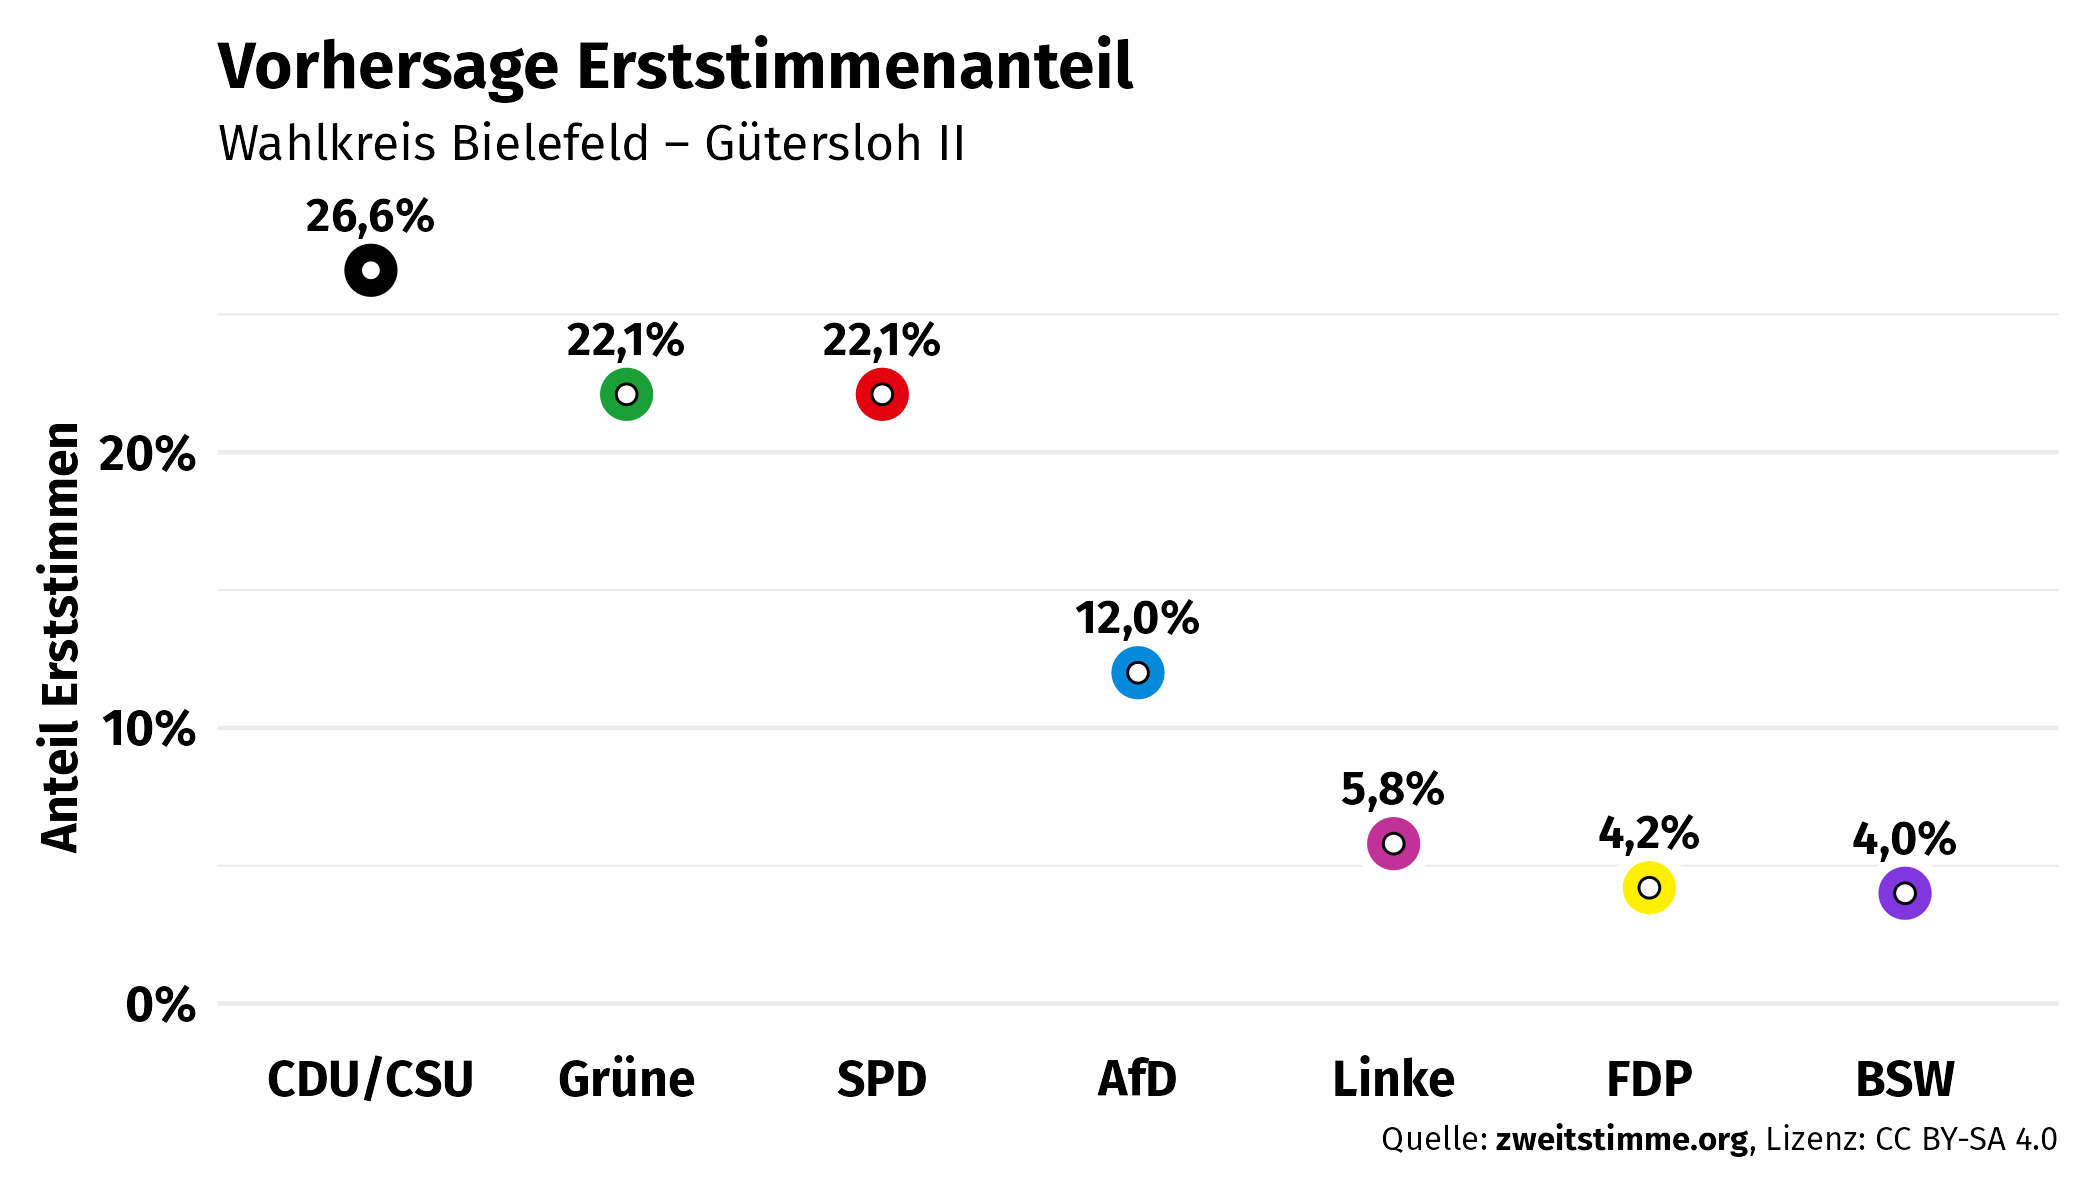 Vorhersage Erststimmenanteil
Wahlkreis Bielefeld – Gütersloh II
26,6%
22,1% 22,1%
20%
12,0%
10%
5,8%
4,2% 4,0%
0%
Anteil Erststimmen
CDU/CSU Grüne SPD AfD Linke FDP BSW
Quelle: zweitstimme.org, Lizenz: CC BY-SA 4.0